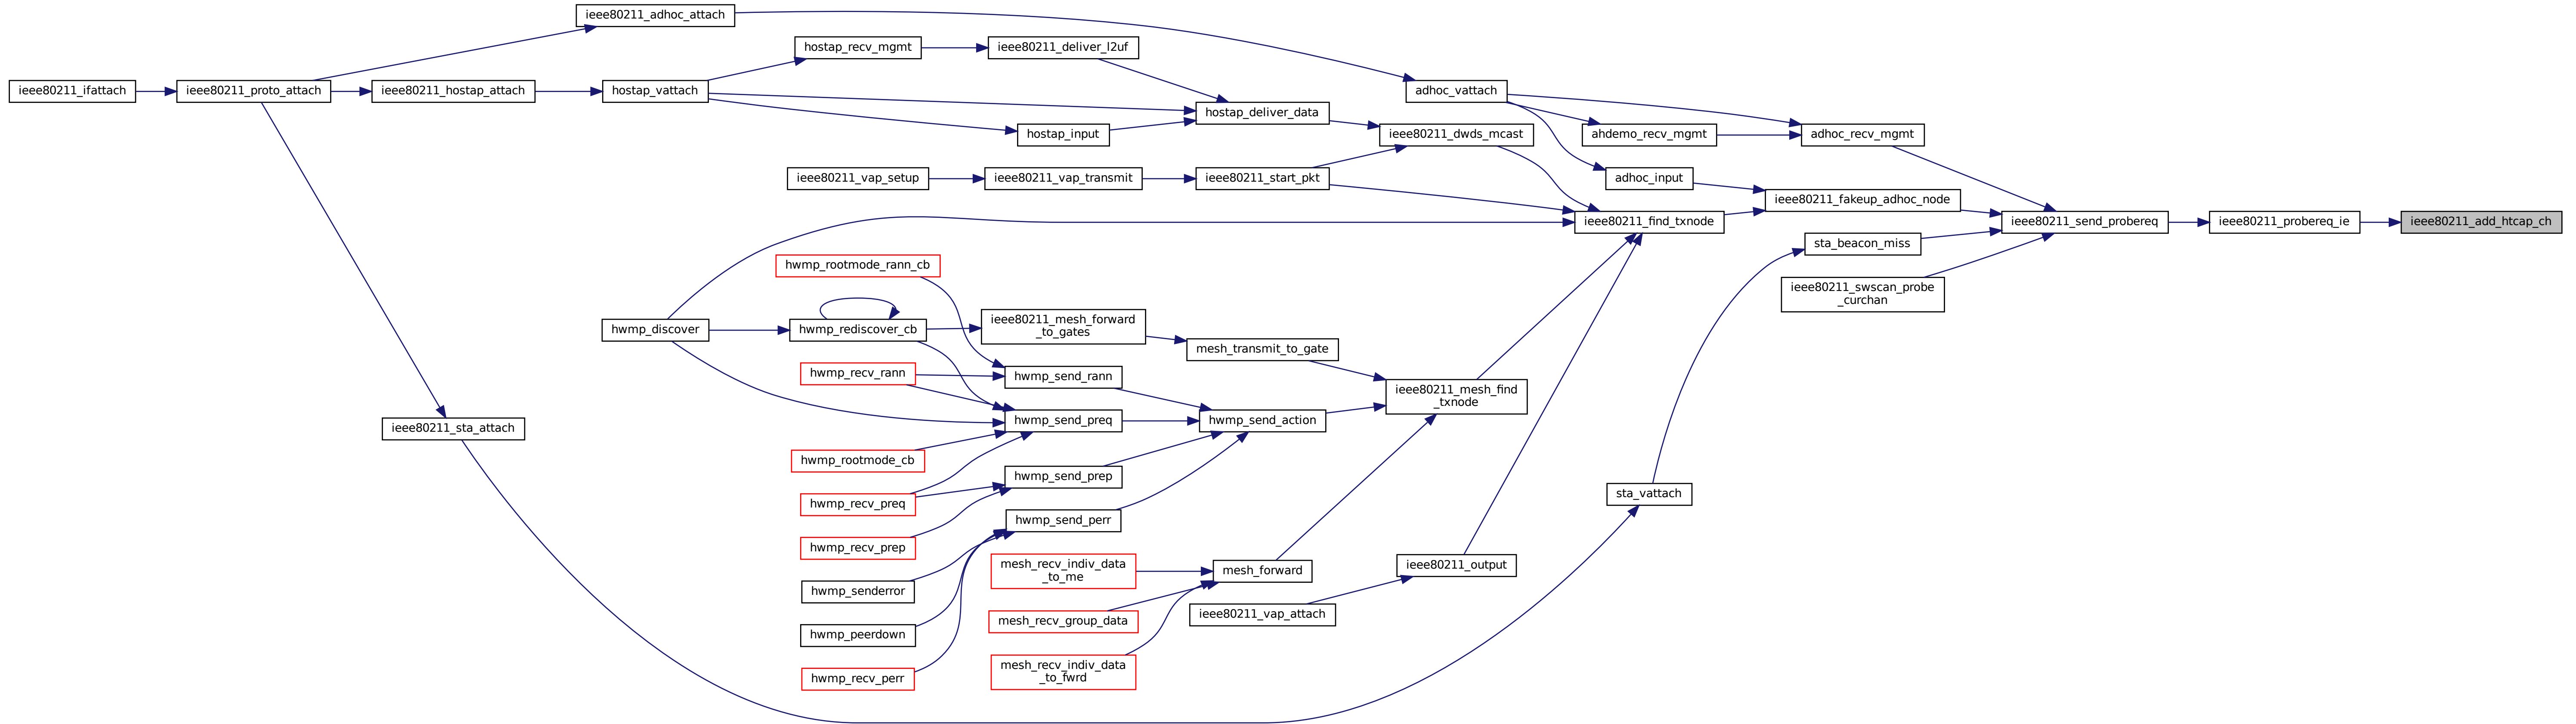 ieee80211_adhoc_attach
hostap_recv_mgmt
ieee80211_deliver_l2uf
ieee80211_ifattach
ieee80211_proto_attach
ieee80211_hostap_attach
hostap_vattach
adhoc_vattach
hostap_deliver_data
hostap_input
ieee80211_dwds_mcast
ahdemo_recv_mgmt
adhoc_recv_mgmt
ieee80211_vap_setup
ieee80211_vap_transmit
ieee80211_start_pkt
adhoc_input
ieee80211_fakeup_adhoc_node
ieee80211_find_txnode
ieee80211_send_probereq
ieee80211_probereq_ie
ieee80211_add_htcap_ch
sta_beacon_miss
hwmp_rootmode_rann_cb
ieee80211_swscan_probe
_curchan
hwmp_discover
hwmp_rediscover_cb
ieee80211_mesh_forward
_to_gates
mesh_transmit_to_gate
hwmp_recv_rann
hwmp_send_rann
ieee80211_mesh_find
_txnode
ieee80211_sta_attach
hwmp_send_preq
hwmp_send_action
hwmp_rootmode_cb
hwmp_send_prep
hwmp_recv_preq
sta_vattach
hwmp_send_perr
hwmp_recv_prep
mesh_recv_indiv_data
_to_me
mesh_forward
ieee80211_output
hwmp_senderror
mesh_recv_group_data
ieee80211_vap_attach
hwmp_peerdown
mesh_recv_indiv_data
_to_fwrd
hwmp_recv_perr